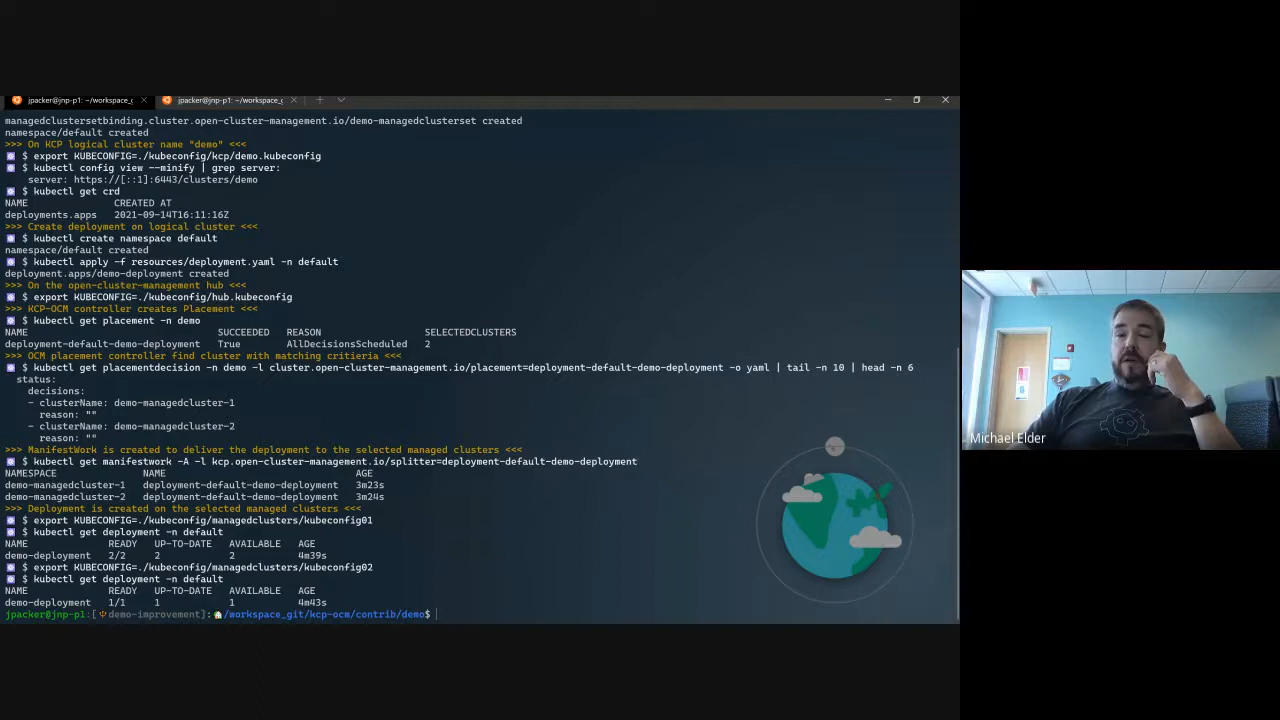 jpacker@jnp-p1: ~/workspace_g
jpacker@jnp-p1: ~/workspace_g
managedclustersetbinding.cluster.open-cluster-management.io/demo-managedclusterset created
namespace/default created
>>> On KCP logical cluster name "demo" <<<
$ export KUBECONFIG=./kubeconfig/kcp/demo.kubeconfig
$ kubectl config view --minify | grep server:
server: https://[::1]:6443/clusters/demo
$ kubectl get crd
NAME CREATED AT
deployments.apps 2021-09-14T16:11:16Z
>>> Create deployment on logical cluster <<<
$ kubectl create namespace default
namespace/default created
$ kubectl apply -f resources/deployment.yaml -n default
deployment.apps/demo-deployment created
>>> On the open-cluster-management hub <<<
$ export KUBECONFIG=./kubeconfig/hub.kubeconfig
>>> KCP-OCM controller creates Placement <<<
$ kubectl get placement -n demo
NAME SUCCEEDED REASON SELECTEDCLUSTERS
deployment-default-demo-deployment True AllDecisionsScheduled 2
>>> OCM placement controller find cluster with matching critieria <<<
$ kubectl get placementdecision -n demo -l cluster.open-cluster-management.io/placement=deployment-default-demo-deployment -o yaml | tail -n 10 | head -n 6
status:
decisions:
- clusterName: demo-managedcluster-1
reason: ""
- clusterName: demo-managedcluster-2
reason: ""
>>> ManifestWork is created to deliver the deployment to the selected managed clusters <<<
$ kubectl get manifestwork -A -l kcp.open-cluster-management.io/splitter=deployment-default-demo-deployment
NAMESPACE NAME AGE
demo-managedcluster-1 deployment-default-demo-deployment 3m23s
demo-managedcluster-2 deployment-default-demo-deployment 3m24s
>>> Deployment is created on the selected managed clusters <<<
$ export KUBECONFIG=./kubeconfig/managedclusters/kubeconfig01
$ kubectl get deployment -n default
NAME READY UP-TO-DATE AVAILABLE AGE
demo-deployment 2/2 2 2 4m39s
$ export KUBECONFIG=./kubeconfig/managedclusters/kubeconfig02
$ kubectl get deployment -n default
NAME READY UP-TO-DATE AVAILABLE AGE
demo-deployment 1/1 1 1 4m43s
jpacker@jnp-p1:[ demo-improvement]: ~/workspace_git/kcp-ocm/contrib/demo$
Michael Elder